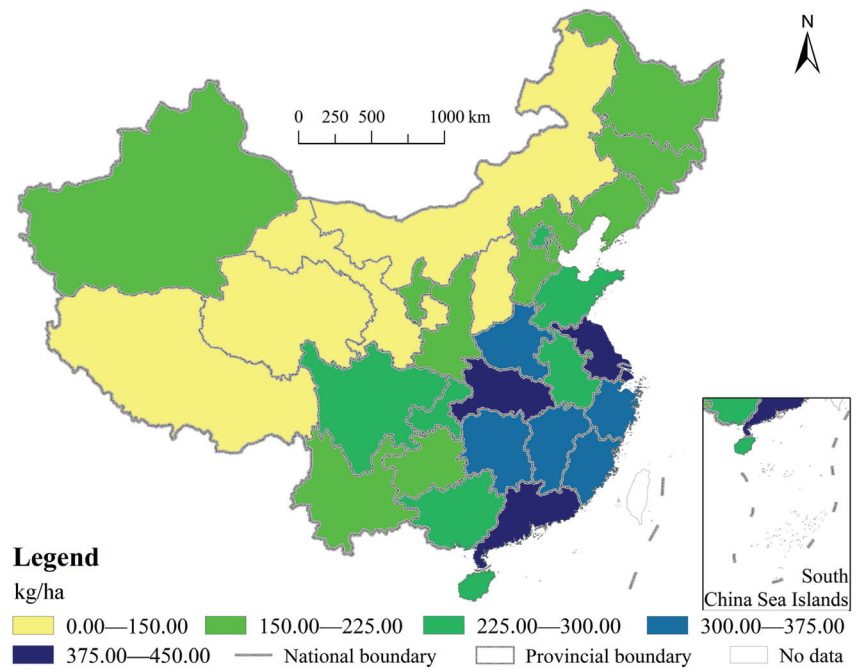 N
0 250 500 1000 km
Legend
kg/ha
South
China Sea Islands
0.00—150.00 150.00—225.00 225.00—300.00 300.00—375.00
375.00—450.00 National boundary Provincial boundary No data